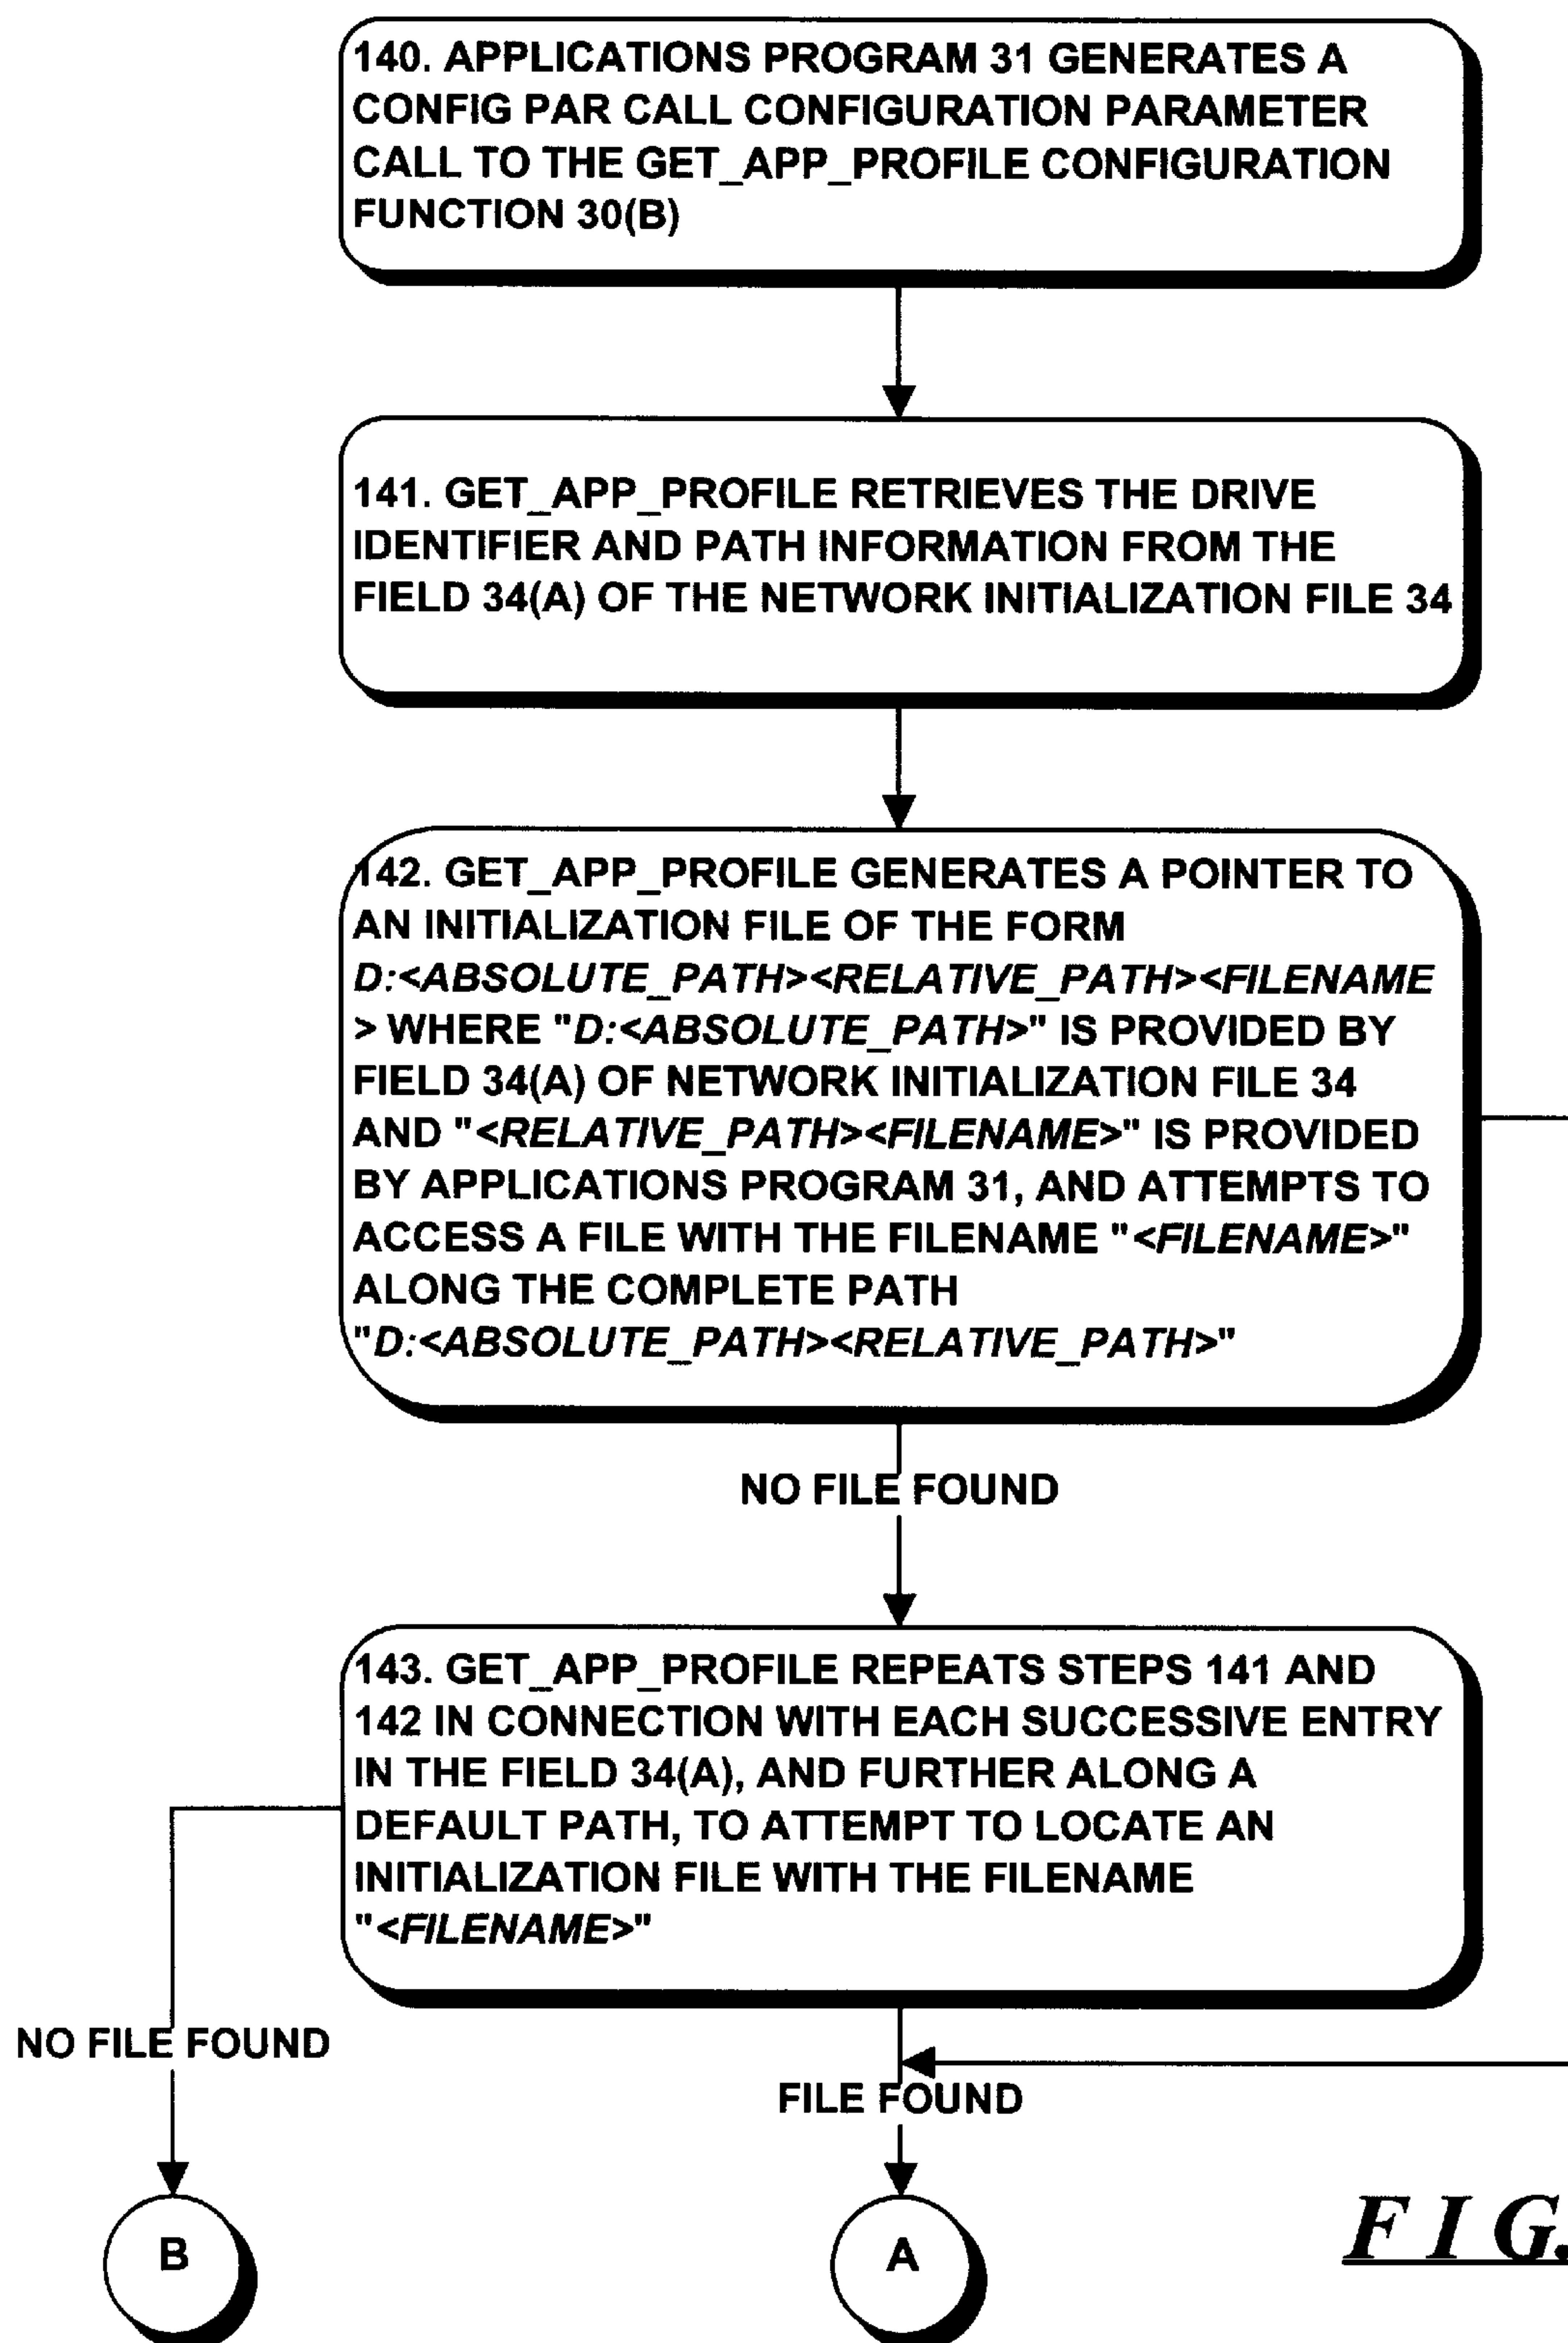 140. APPLICATIONS PROGRAM 31 GENERATES A
CONFIG PAR CALL CONFIGURATION PARAMETER
CALL TO THE GET_APP_PROFILE CONFIGURATION
FUNCTION 30(B)
141. GET_APP_PROFILE RETRIEVES THE DRIVE
IDENTIFIER AND PATH INFORMATION FROM THE
FIELD 34(A) OF THE NETWORK INITIALIZATION FILE 34
142. GET_APP_PROFILE GENERATES A POINTER TO
AN INITIALIZATION FILE OF THE FORM
D:<ABSOLUTE_PATH><RELATIVE_PATH><FILENAME
> WHERE "D:<ABSOLUTE_PATH>" IS PROVIDED BY
FIELD 34(A) OF NETWORK INITIALIZATION FILE 34
AND "<RELATIVE_PATH><FILENAME>" IS PROVIDED
BY APPLICATIONS PROGRAM 31, AND ATTEMPTS TO
ACCESS A FILE WITH THE FILENAME "<FILENAME>"
ALONG THE COMPLETE PATH
"D:<ABSOLUTE_PATH><RELATIVE_PATH>"
NO FILE FOUND
143. GET_APP_PROFILE REPEATS STEPS 141 AND
142 IN CONNECTION WITH EACH SUCCESSIVE ENTRY
IN THE FIELD 34(A), AND FURTHER ALONG A
DEFAULT PATH, TO ATTEMPT TO LOCATE AN
INITIALIZATION FILE WITH THE FILENAME
"<FILENAME>"
NO FILE FOUND
FILE FOUND
B
A
FIG.